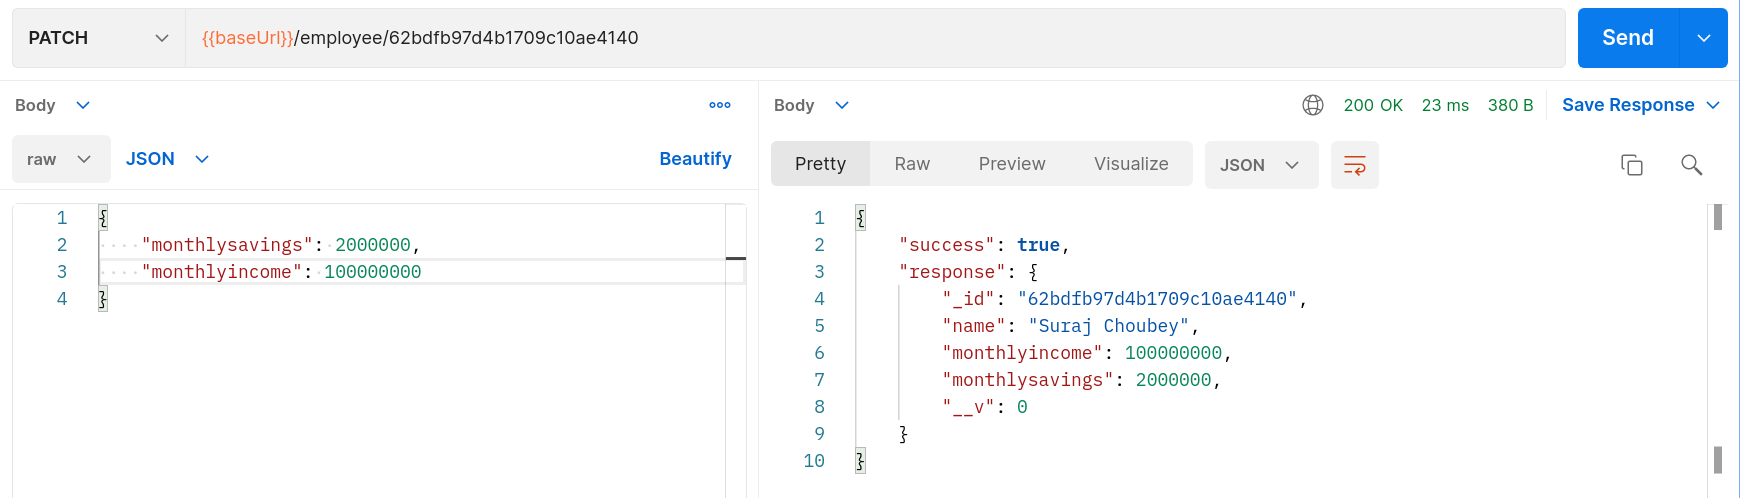 PATCH {{baseUrl}}/employee/62bdfb97d4b1709c10ae4140 Send
Body
raw JSON Beautify
1 {
2 "monthlysavings": 2000000,
3 "monthlyincome": 100000000
4 }
Body 200 OK 23 ms 380 B Save Response
Pretty Raw Preview Visualize JSON
1 {
2 "success": true,
3 "response": {
4 "_id": "62bdfb97d4b1709c10ae4140",
5 "name": "Suraj Choubey",
6 "monthlyincome": 100000000,
7 "monthlysavings": 2000000,
8 "__v": 0
9 }
10 }